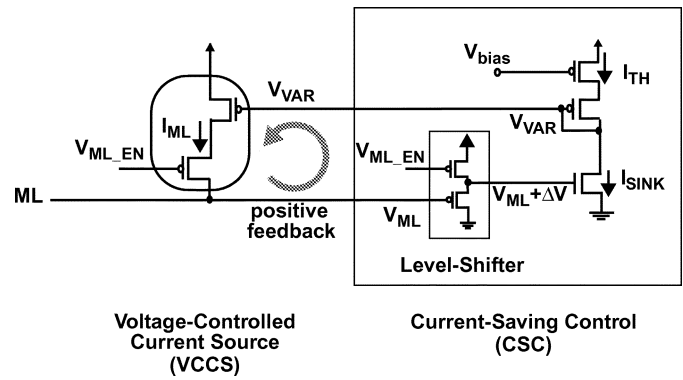 V_bias
I_TH
V_VAR
I_ML
V_VAR
V_ML_EN
V_ML_EN
V_ML+ΔV
I_SINK
ML
positive
feedback
V_ML
Level-Shifter
Voltage-Controlled
Current Source
(VCCS)
Current-Saving Control
(CSC)